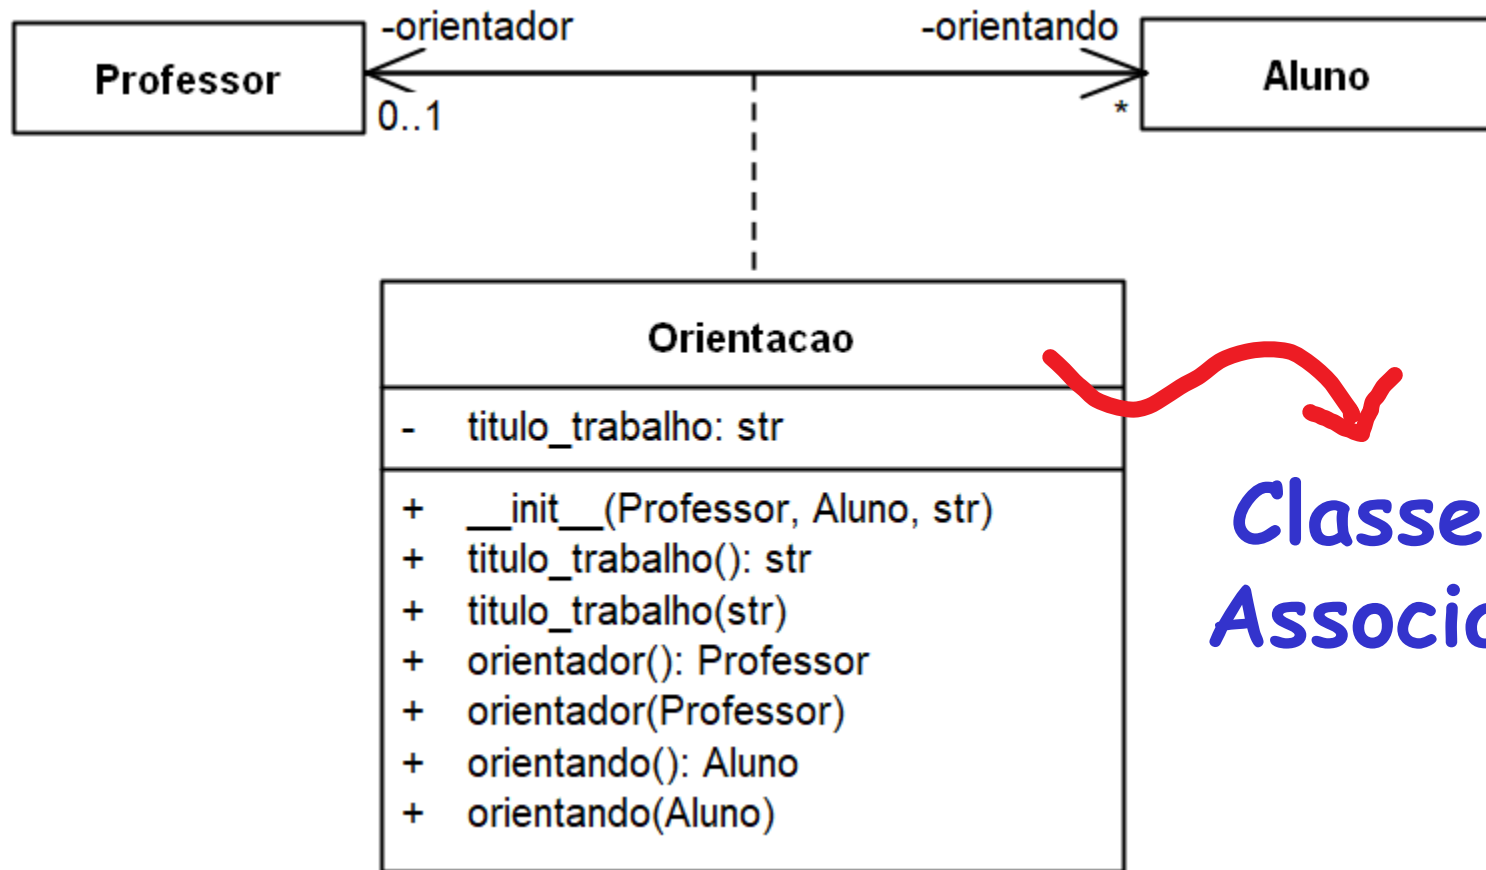 -orientador
-orientando
Professor
Aluno
0..1
*
Orientacao
- titulo_trabalho: str
+ __init__(Professor, Aluno, str)
+ titulo_trabalho(): str
+ titulo_trabalho(str)
+ orientador(): Professor
+ orientador(Professor)
+ orientando(): Aluno
+ orientando(Aluno)
Classe